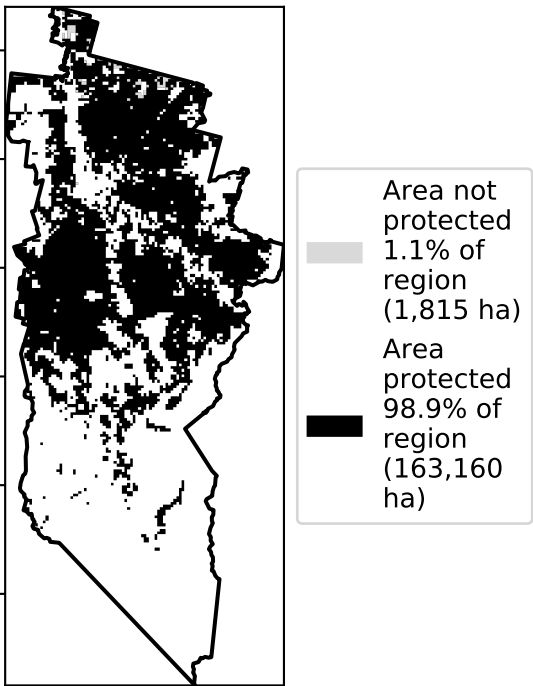 Area not
protected
1.1% of
region
(1,815 ha)
Area
protected
98.9% of
region
(163,160
ha)